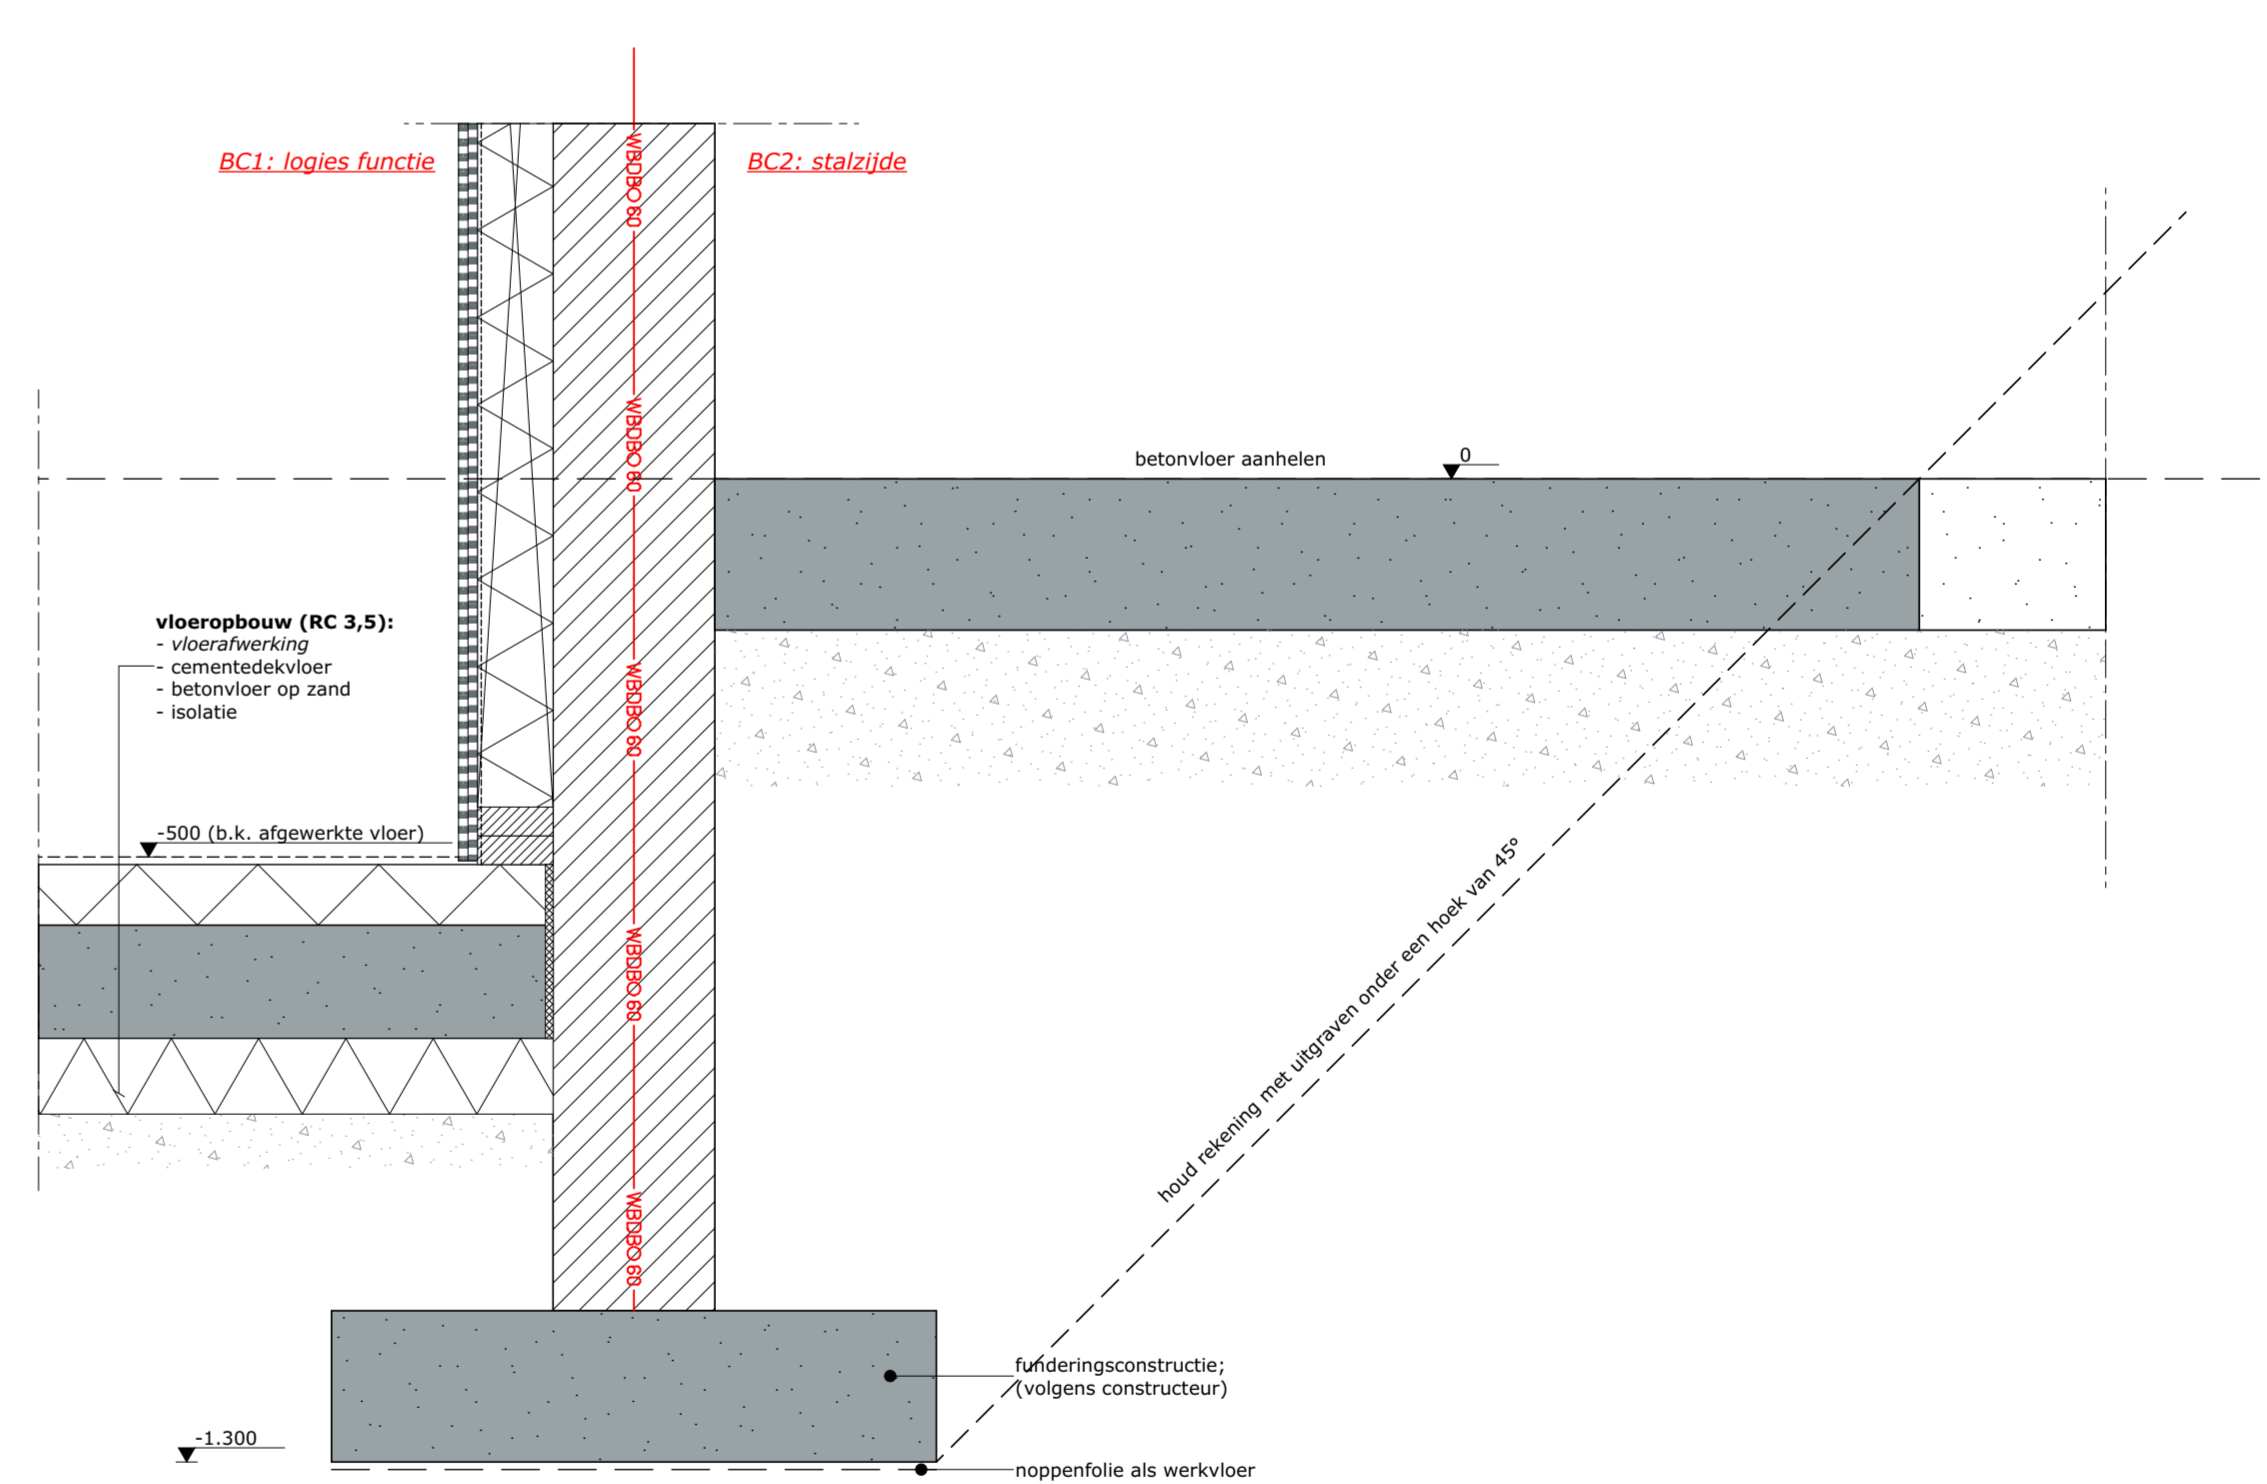 BC1: logies functie
BC2: stalzijde
WBDBO 60
WBDBO 60
WBDBO 60
WBDBO 60
WBDBO 60
betonvloer aanhelen
0
vloeropbouw (RC 3,5):
- vloerafwerking
- cementedekvloer
- betonvloer op zand
- isolatie
-500 (b.k. afgewerkte vloer)
houd rekening met uitgraven onder een hoek van 45°
funderingsconstructie;
(volgens constructeur)
-1.300
noppenfolie als werkvloer